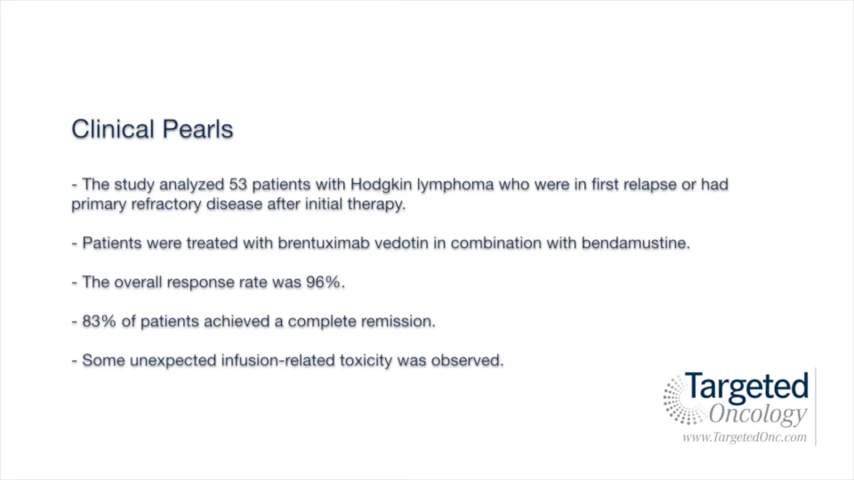 Clinical Pearls
- The study analyzed 53 patients with Hodgkin lymphoma who were in first relapse or had
primary refractory disease after initial therapy.
- Patients were treated with brentuximab vedotin in combination with bendamustine.
- The overall response rate was 96%.
- 83% of patients achieved a complete remission.
- Some unexpected infusion-related toxicity was observed.
Targeted
Oncology
www.TargetedOnc.com